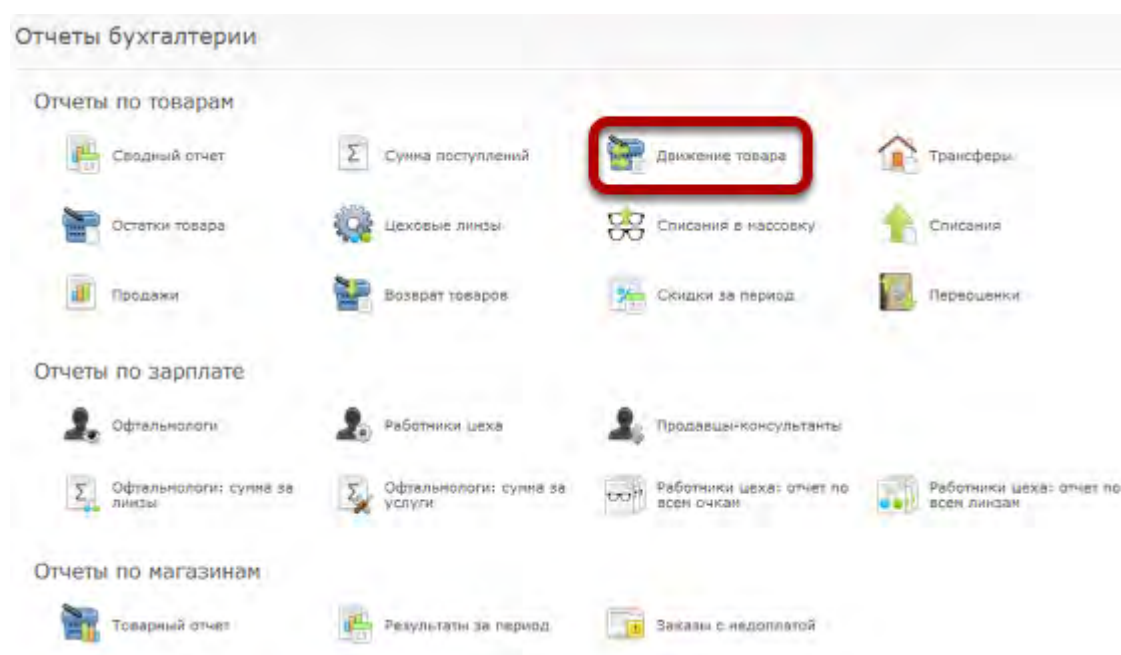 Отчеты бухгалтерии
Отчеты по товарам
Сводный отчет
Сумма поступлений
Движение товара
Трансферы
Остатки товара
Цеховые линзы
Списания в массовку
Списания
Продажи
Возврат товаров
Скидки за период
Переоценки
Отчеты по зарплате
Офтальмологи
Работники цеха
Продавцы-консультанты
Офтальмологи: сумма за
линзы
Офтальмологи: сумма за
услуги
Работники цеха: отчет по
всем очкам
Работники цеха: отчет по
всем линзам
Отчеты по магазинам
Товарный отчет
Результаты за период
Заказы с недоплатой